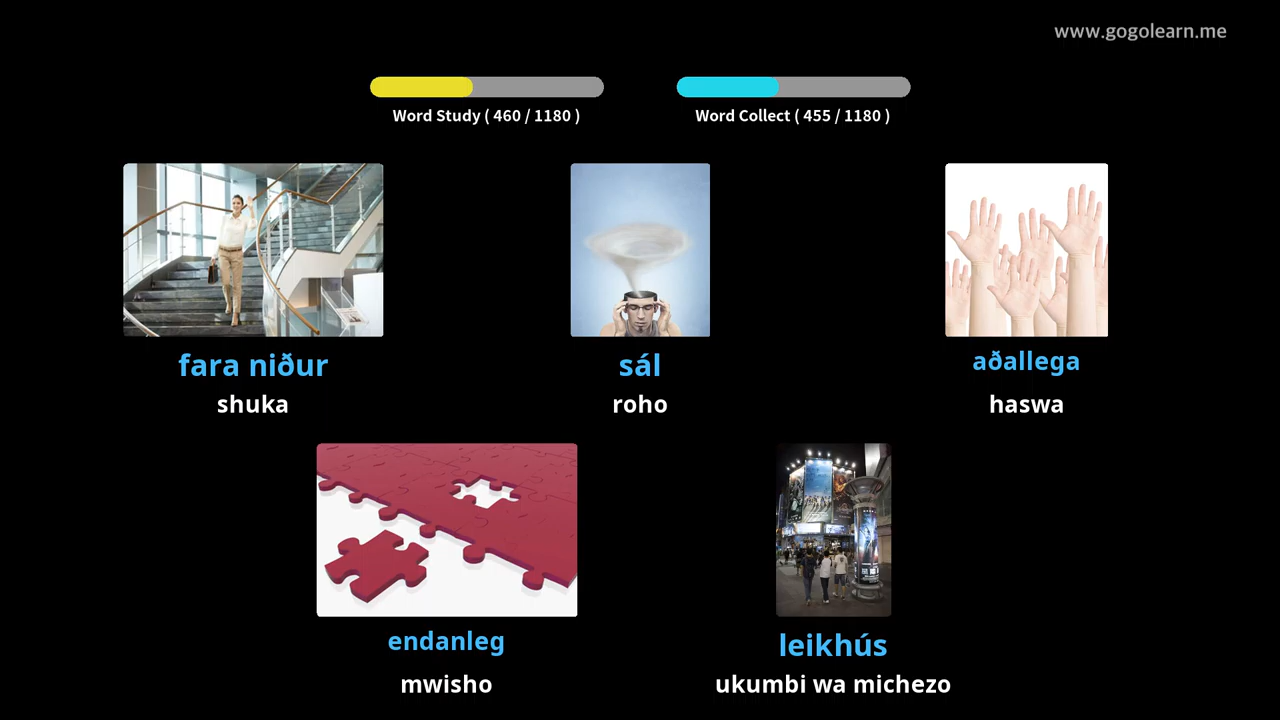 www.gogolearn.me
Word Study ( 460 / 1180 )
Word Collect ( 455 / 1180 )
fara niður
shuka
sál
roho
aðallega
haswa
endanleg
mwisho
leikhús
ukumbi wa michezo